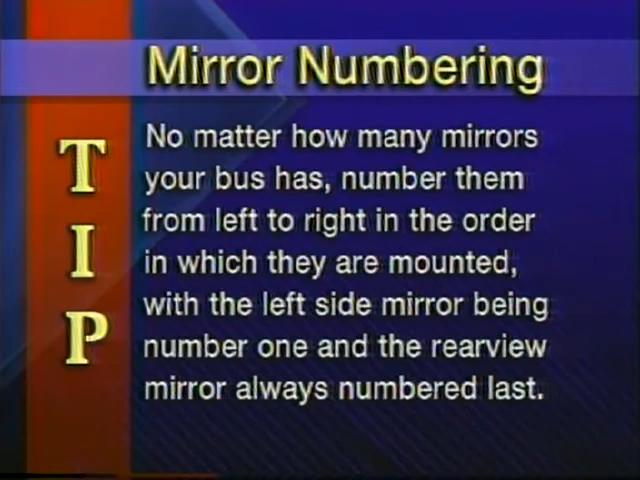 Mirror Numbering
TIP
No matter how many mirrors
your bus has, number them
from left to right in the order
in which they are mounted,
with the left side mirror being
number one and the rearview
mirror always numbered last.